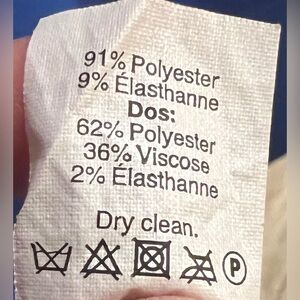 91% Polyester
9% Élasthanne
Dos:
62% Polyester
36% Viscose
2% Élasthanne
Dry clean.
P